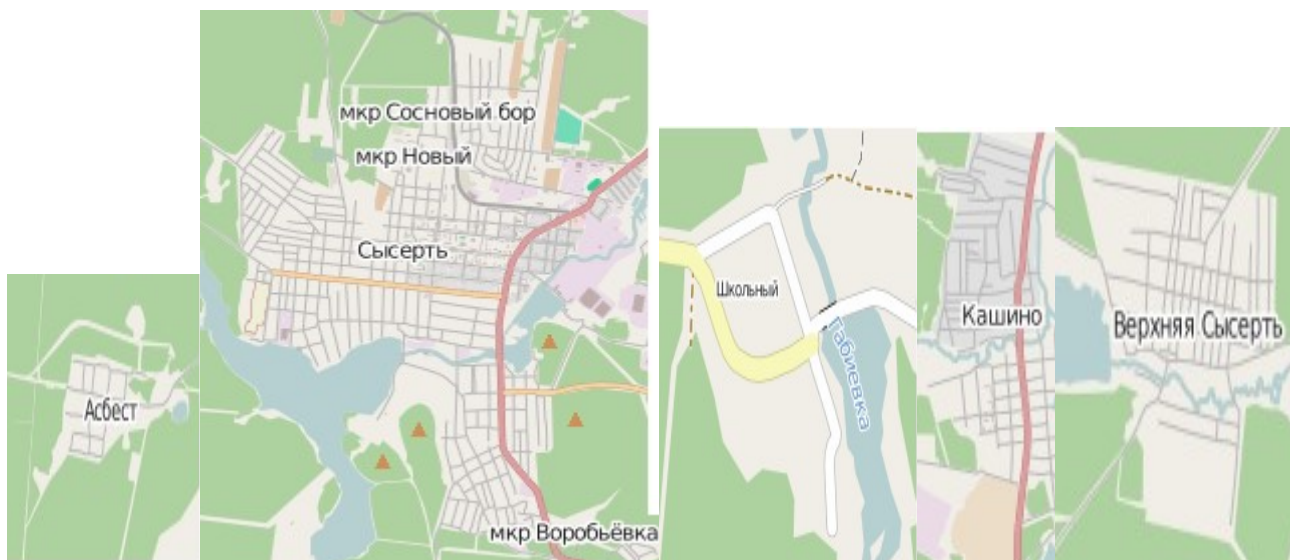 Асбест
мкр Сосновый бор
мкр Новый
Сысерть
мкр Воробьёвка
Школьный
Габиевка
Кашино
Верхняя Сысерть